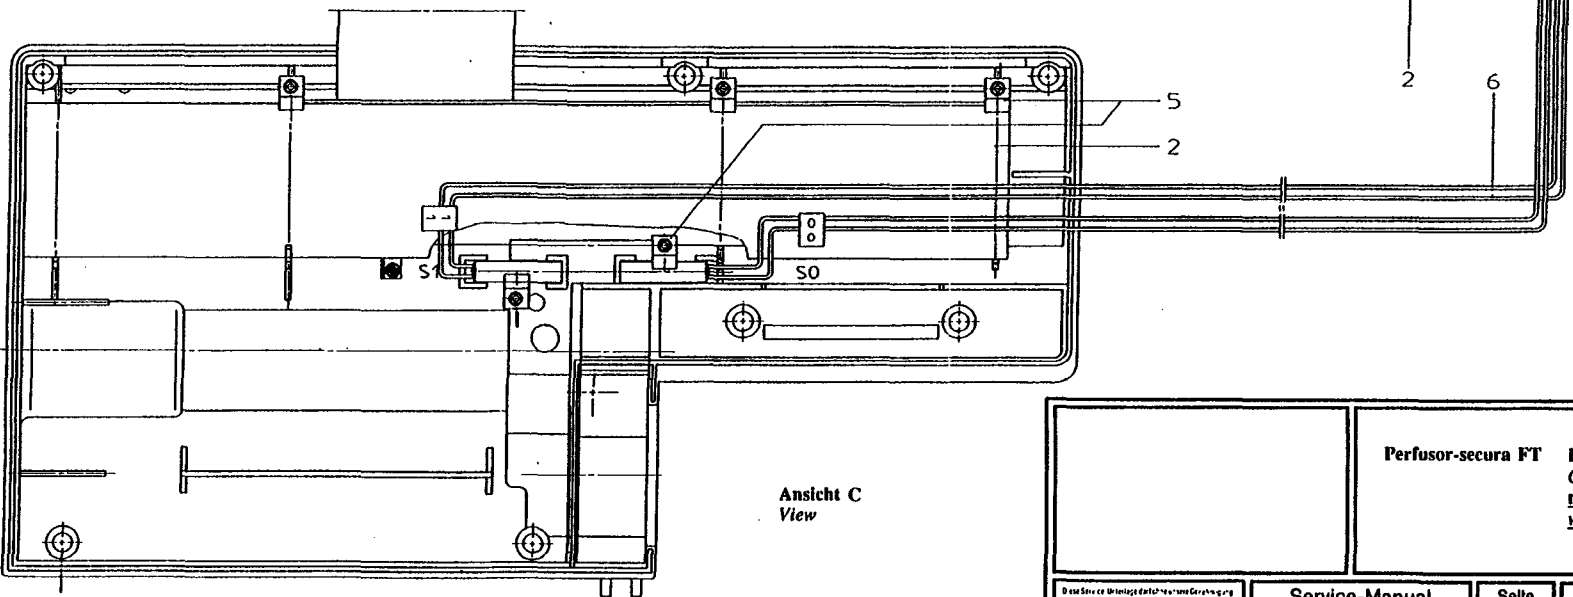 2
6
5
2
S1
S0
Ansicht C
View
Perfusor-secura FT
Service-Manual
Seite